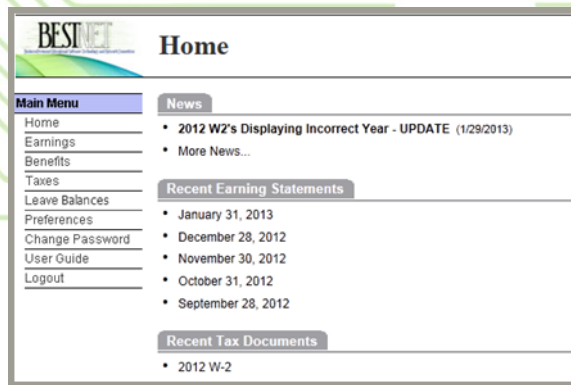 BESTNET
Home
Main Menu
Home
Earnings
Benefits
Taxes
Leave Balances
Preferences
Change Password
User Guide
Logout
News
• 2012 W2's Displaying Incorrect Year - UPDATE (1/29/2013)
• More News...
Recent Earning Statements
• January 31, 2013
• December 28, 2012
• November 30, 2012
• October 31, 2012
• September 28, 2012
Recent Tax Documents
• 2012 W-2